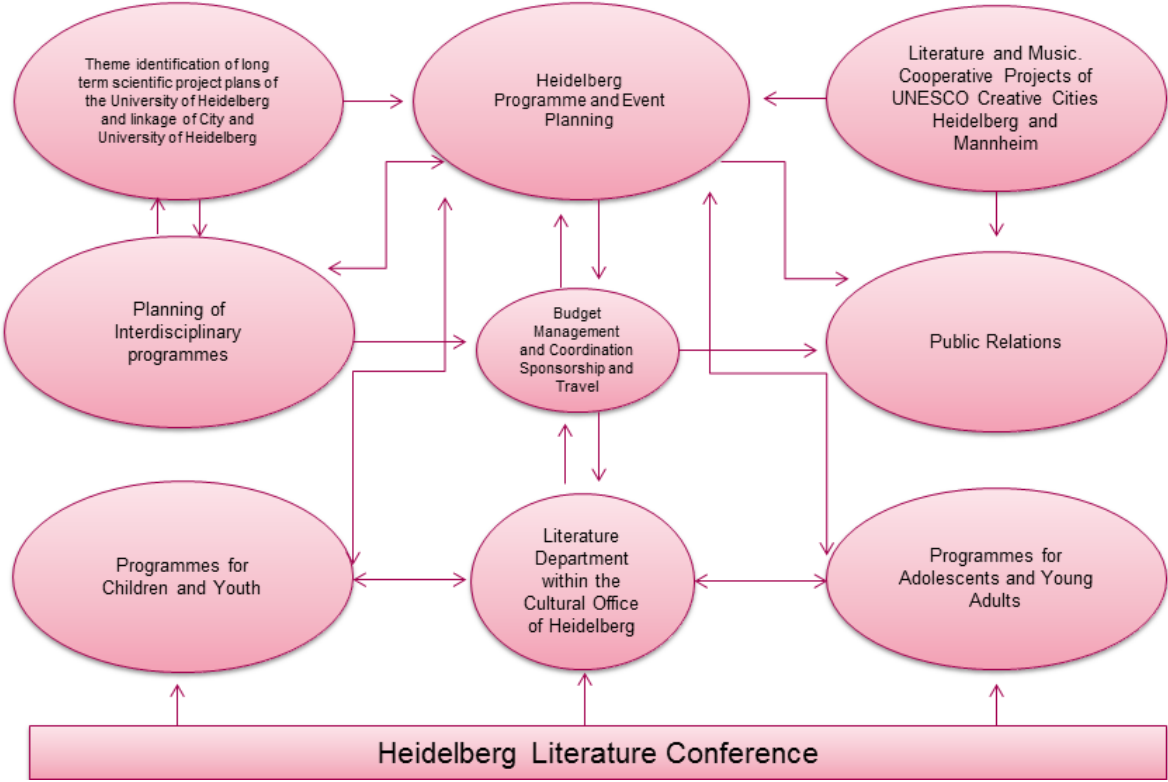 Theme identification of long
term scientific project plans of
the University of Heidelberg
and linkage of City and
University of Heidelberg
Heidelberg
Programme and Event
Planning
Literature and Music.
Cooperative Projects of
UNESCO Creative Cities
Heidelberg and
Mannheim
Planning of
Interdisciplinary
programmes
Budget
Management
and Coordination
Sponsorship and
Travel
Public Relations
Programmes for
Children and Youth
Literature
Department
within the
Cultural Office
of Heidelberg
Programmes for
Adolescents and Young
Adults
Heidelberg Literature Conference